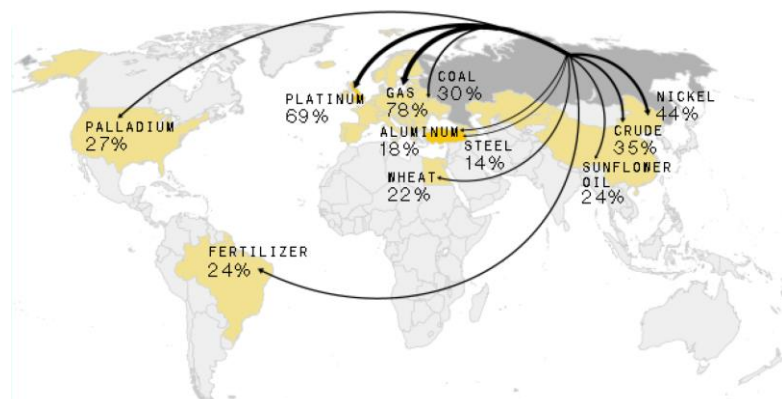 COAL
30%
GAS
78%
PLATINUM
69%
NICKEL
44%
PALLADIUM
27%
CRUDE
35%
ALUMINUM
18%
STEEL
14%
SUNFLOWER
OIL
24%
WHEAT
22%
FERTILIZER
24%